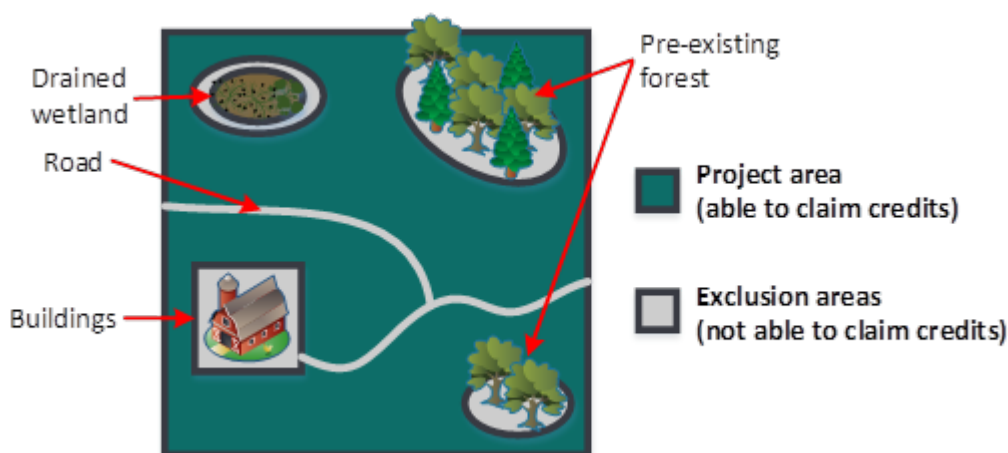 Pre-existing
forest
Drained
wetland
Road
Project area
(able to claim credits)
Buildings
Exclusion areas
(not able to claim credits)